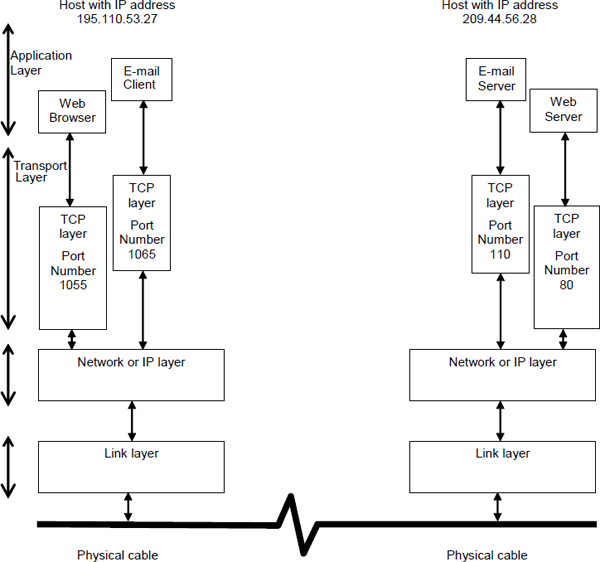 Host with IP address
195.110.53.27
Host with IP address
209.44.56.28
Application
Layer
E-mail
Client
Web
Browser
E-mail
Server
Web
Server
Transport
Layer
TCP
layer
Port
Number
1055
TCP
layer
Port
Number
1065
TCP
layer
Port
Number
110
TCP
layer
Port
Number
80
Network or IP layer
Network or IP layer
Link layer
Link layer
Physical cable
Physical cable